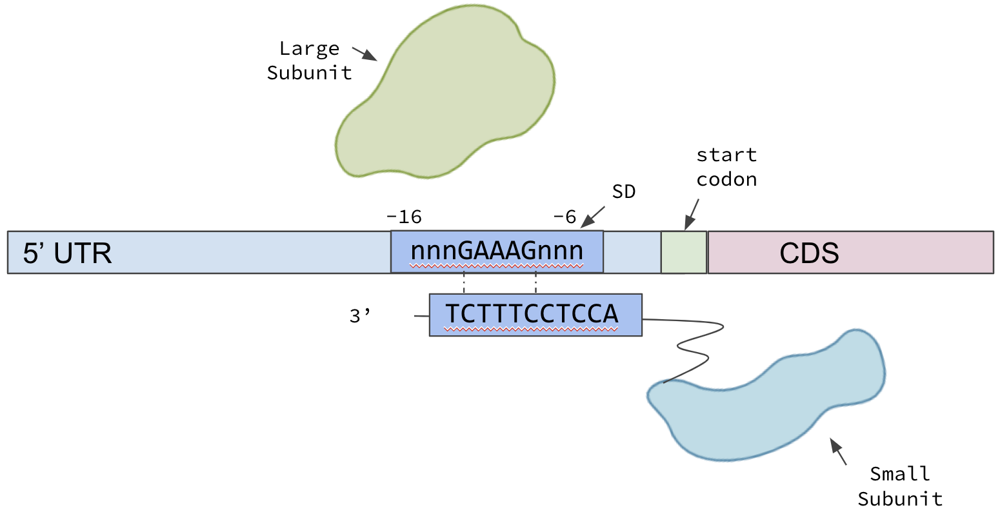 Large
Subunit
start
codon
SD
-16
-6
5’ UTR
nnnGAAAGnnn
CDS
3’
TCTTTCCTCCA
Small
Subunit